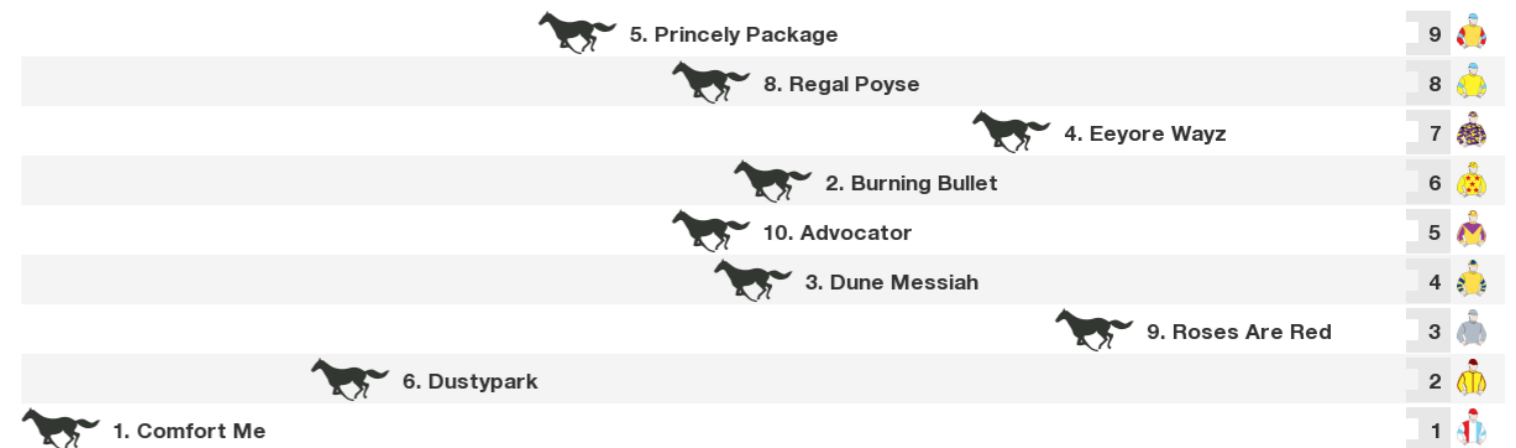 5. Princely Package 9
8. Regal Poyse 8
4. Eeyore Wayz 7
2. Burning Bullet 6
10. Advocator 5
3. Dune Messiah 4
9. Roses Are Red 3
6. Dustypark 2
1. Comfort Me 1